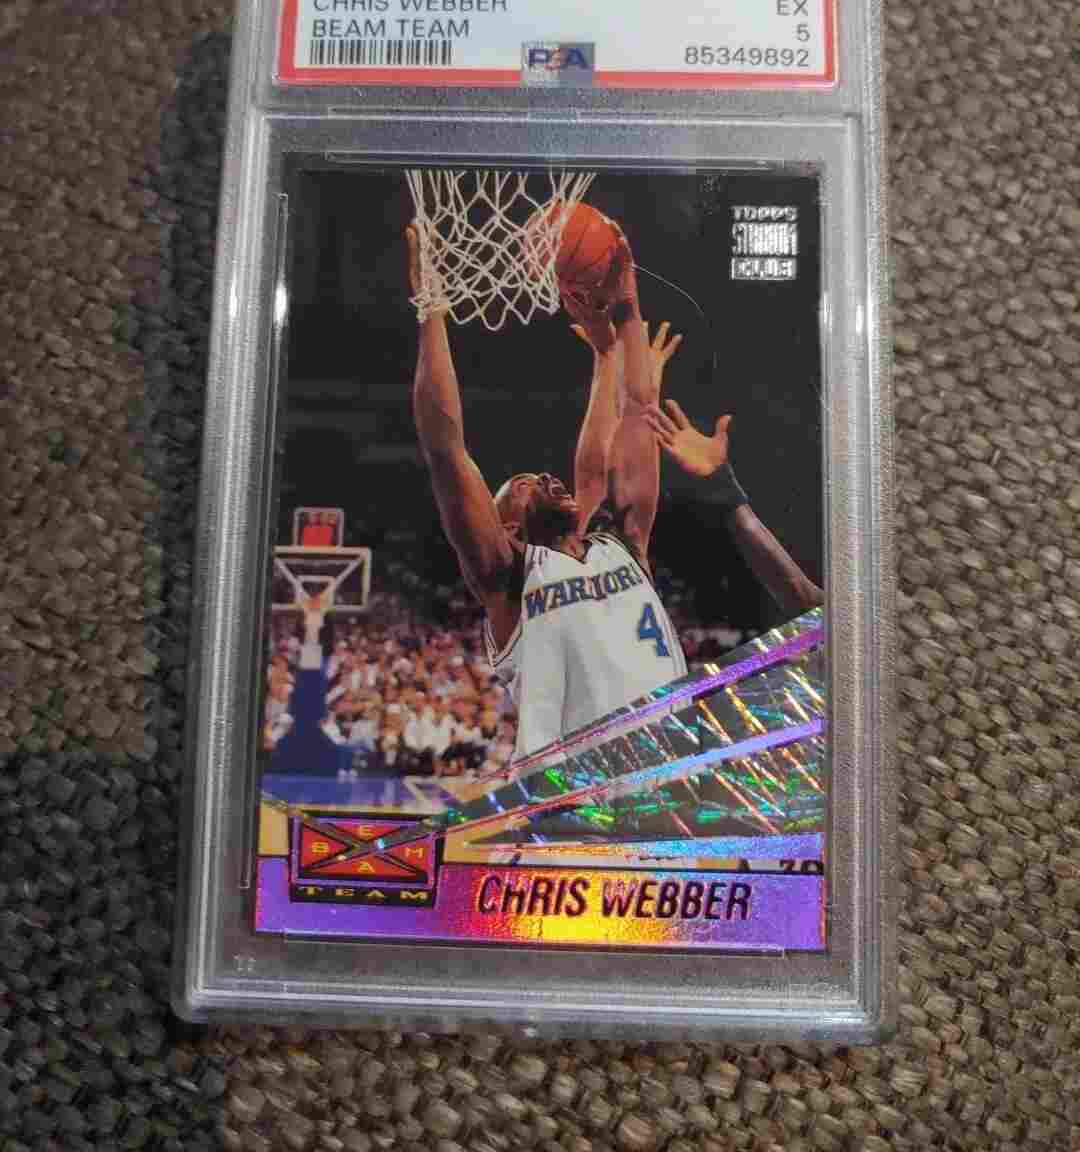 CHRIS WEBBER
EX
BEAM TEAM
5
PSA
85349892
TOPPS
STADIUM
CLUB
WARRIORS
4
BEAM
TEAM
CHRIS WEBBER